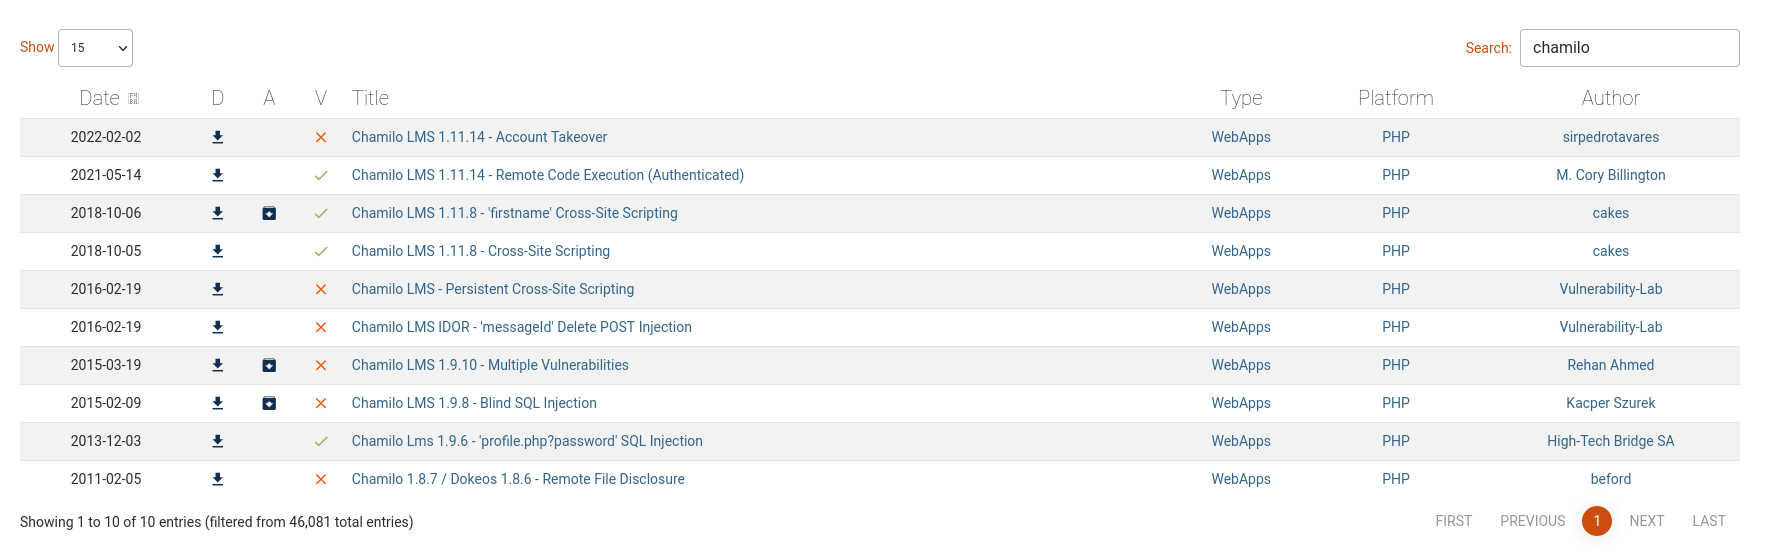 Show 15 Search: chamilo
Date D A V Title Type Platform Author
2022-02-02 Chamilo LMS 1.11.14 - Account Takeover WebApps PHP sirpedrotavares
2021-05-14 Chamilo LMS 1.11.14 - Remote Code Execution (Authenticated) WebApps PHP M. Cory Billington
2018-10-06 Chamilo LMS 1.11.8 - 'firstname' Cross-Site Scripting WebApps PHP cakes
2018-10-05 Chamilo LMS 1.11.8 - Cross-Site Scripting WebApps PHP cakes
2016-02-19 Chamilo LMS - Persistent Cross-Site Scripting WebApps PHP Vulnerability-Lab
2016-02-19 Chamilo LMS IDOR - 'messageId' Delete POST Injection WebApps PHP Vulnerability-Lab
2015-03-19 Chamilo LMS 1.9.10 - Multiple Vulnerabilities WebApps PHP Rehan Ahmed
2015-02-09 Chamilo LMS 1.9.8 - Blind SQL Injection WebApps PHP Kacper Szurek
2013-12-03 Chamilo Lms 1.9.6 - 'profile.php?password' SQL Injection WebApps PHP High-Tech Bridge SA
2011-02-05 Chamilo 1.8.7 / Dokeos 1.8.6 - Remote File Disclosure WebApps PHP beford
Showing 1 to 10 of 10 entries (filtered from 46,081 total entries) FIRST PREVIOUS 1 NEXT LAST